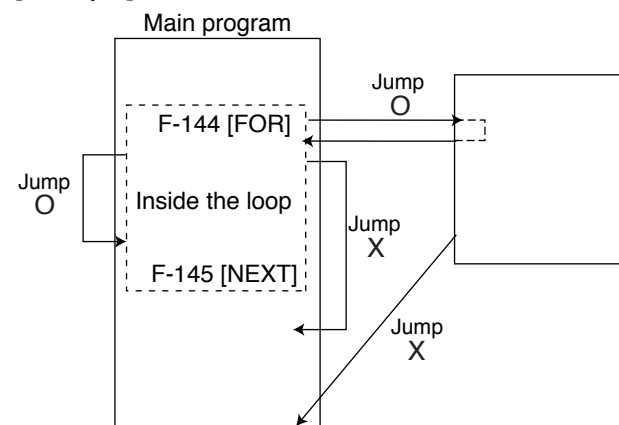 Main program
Jump
O
F-144 [FOR]
Jump
O
Inside the loop
Jump
X
F-145 [NEXT]
Jump
X